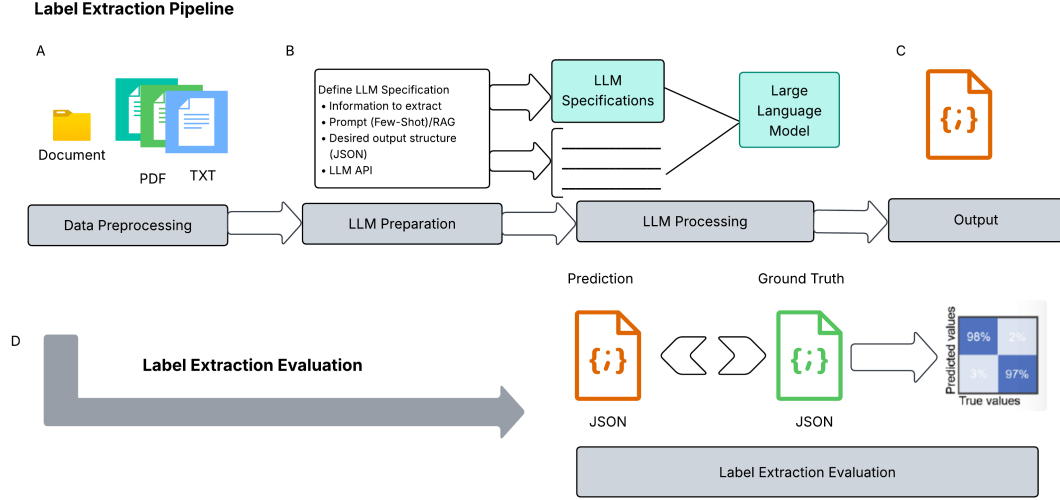 Label Extraction Pipeline
A
B
C
Document
PDF
TXT
Define LLM Specification
• Information to extract
• Prompt (Few-Shot)/RAG
• Desired output structure
(JSON)
• LLM API
LLM
Specifications
Large
Language
Model
{;}
Data Preprocessing
LLM Preparation
LLM Processing
Output
D
Label Extraction Evaluation
Prediction
Ground Truth
{;}
{;}
JSON
JSON
Predicted values
98%
2%
3%
97%
True values
Label Extraction Evaluation